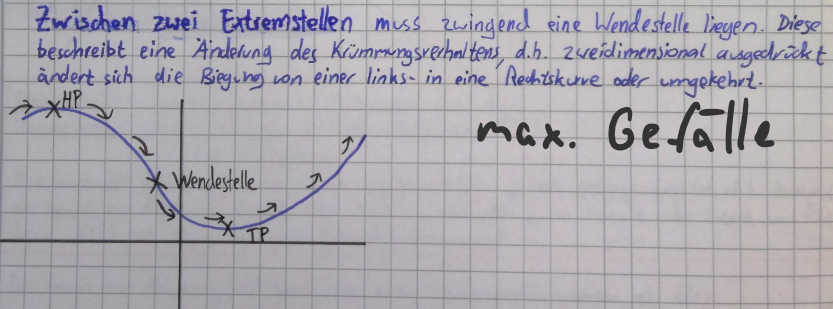 Zwischen zwei Extremstellen muss zwingend eine Wendestelle liegen. Diese
beschreibt eine Änderung des Krümmungsverhaltens, d.h. zweidimensional ausgedrückt
ändert sich die Biegung von einer links- in eine Rechtskurve oder umgekehrt.
HP
max. Gefälle
Wendestelle
TP